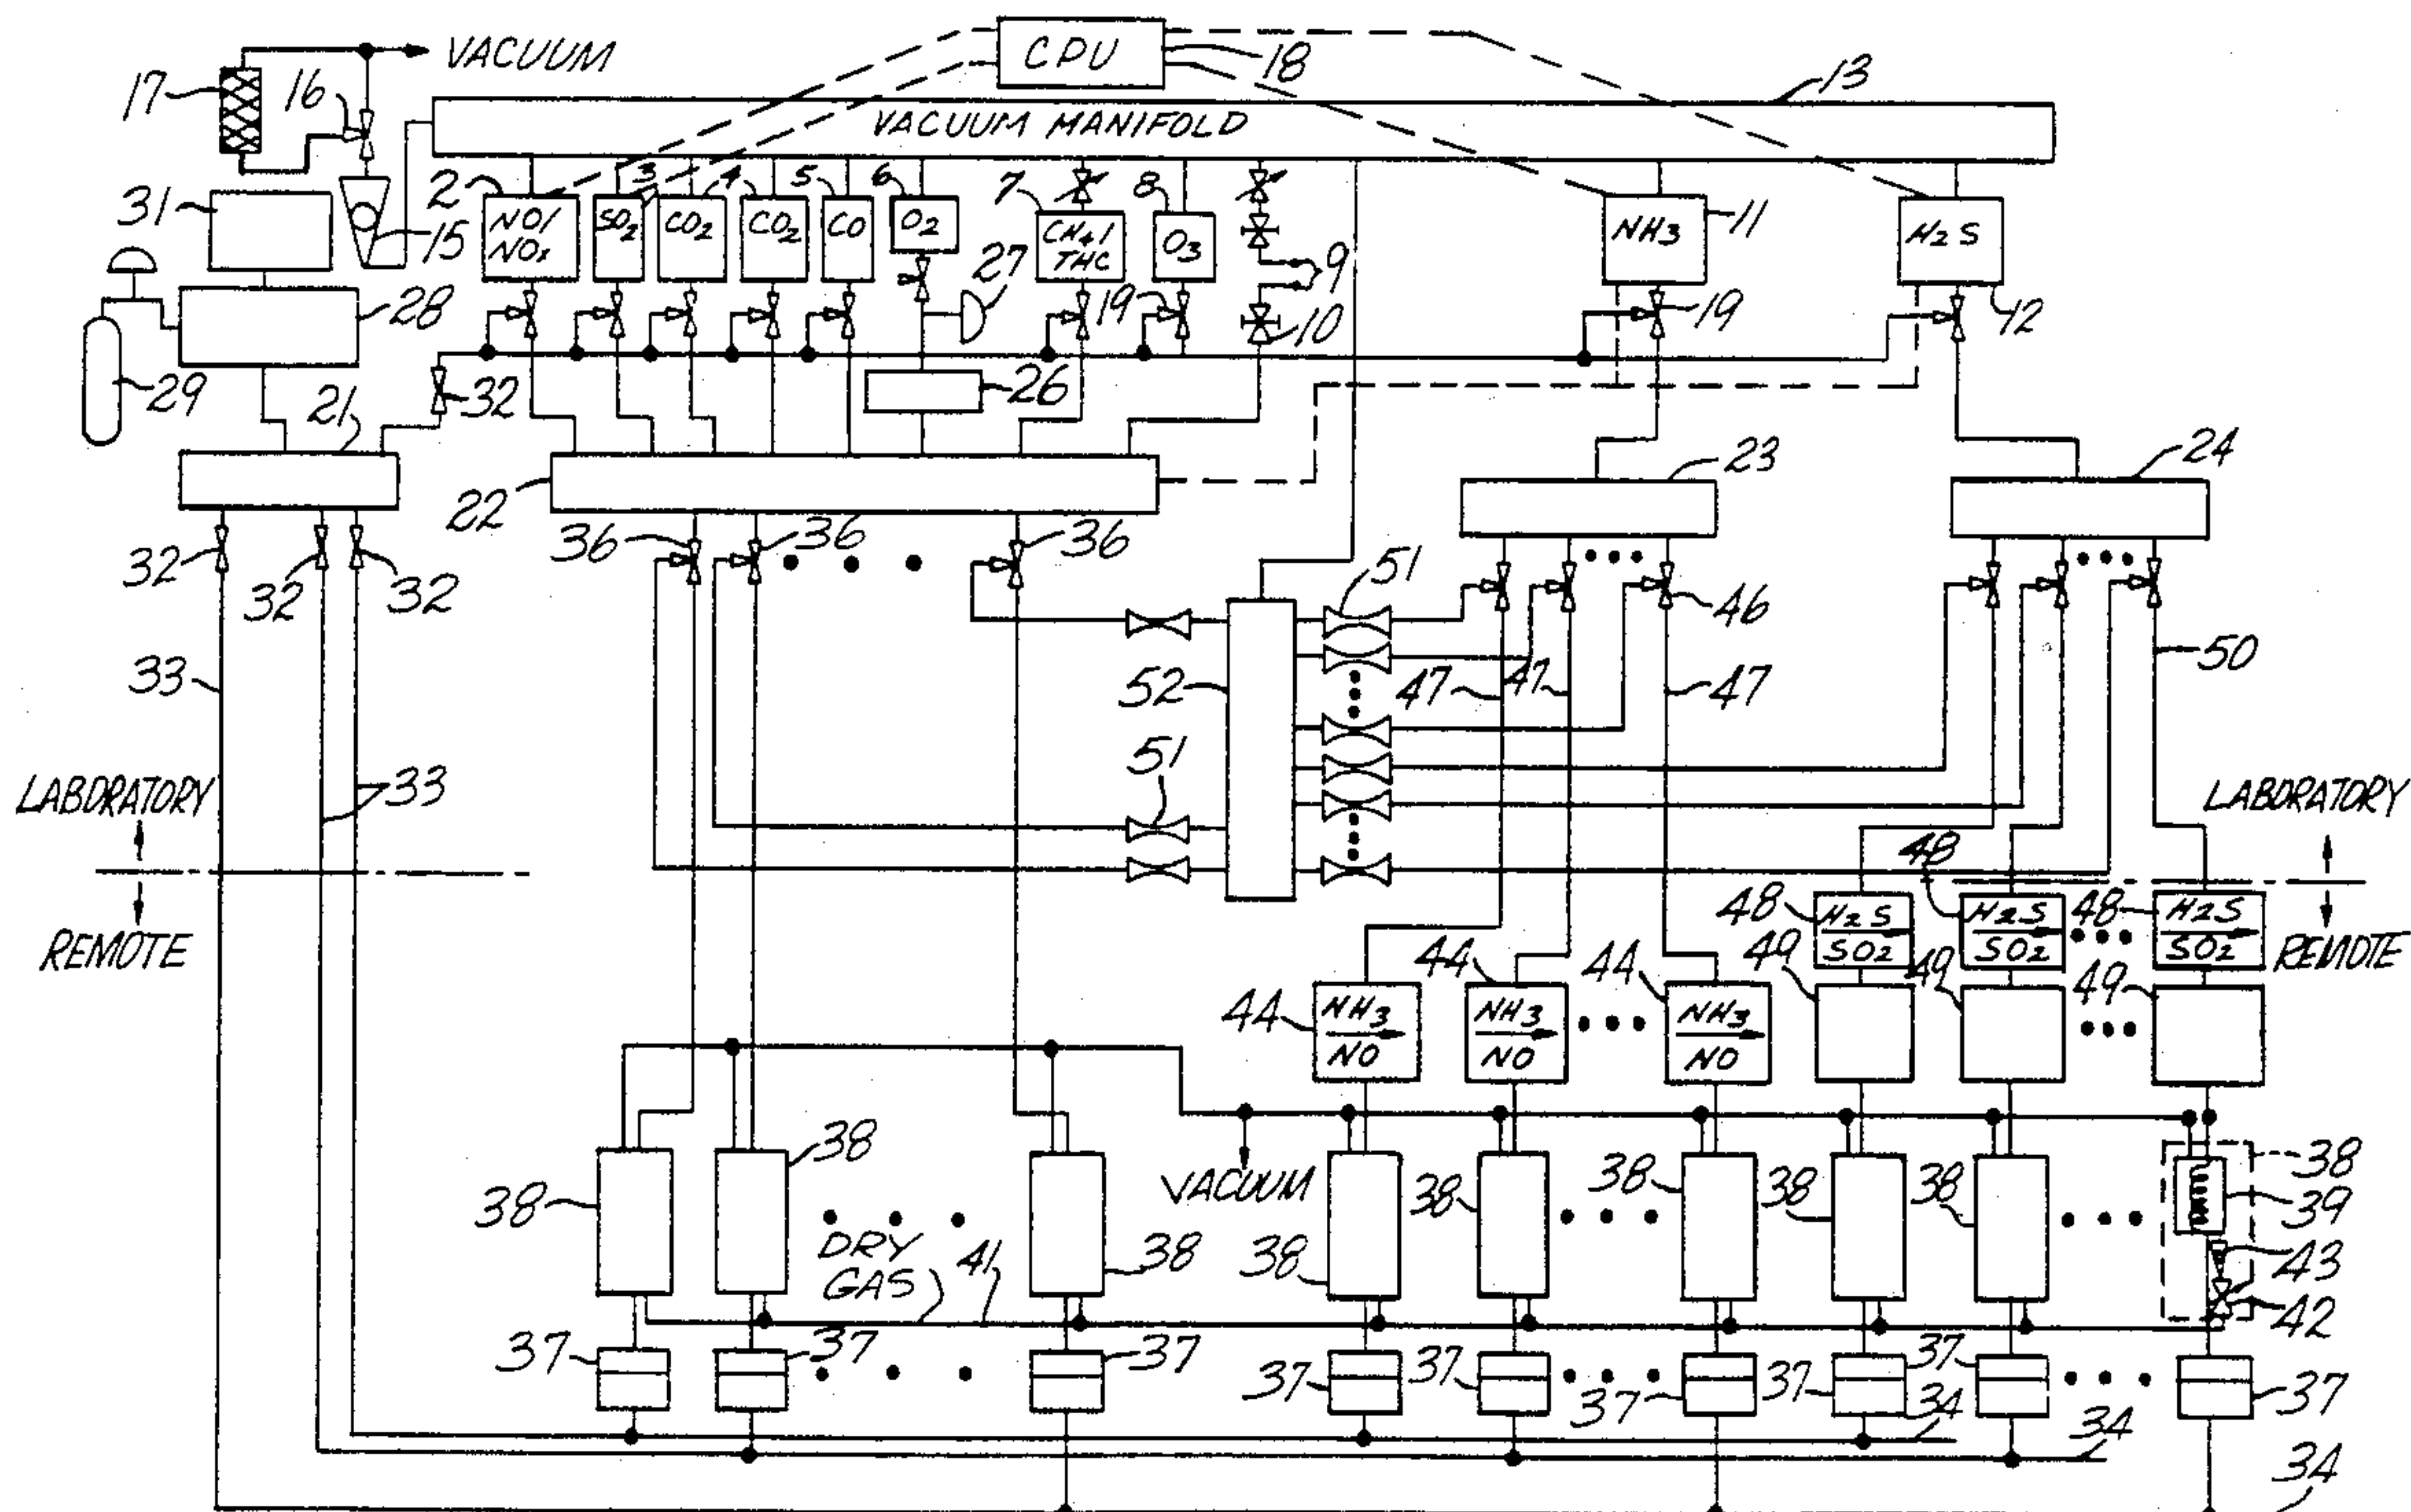 CPU
18
13
VACUUM
17
16
VACUUM MANIFOLD
31
15
2
3
4
5
6
7
8
NO/
NOx
SO2
CO2
CO2
CO
O2
CH4/
THC
O3
9
NH3
11
H2S
12
27
19
10
19
28
29
21
32
26
22
23
24
32
32
32
36
36
36
51
46
33
52
47
47
47
50
51
33
LABORATORY
REMOTE
LABORATORY
REMOTE
48
H2S
SO2
48
H2S
SO2
48
H2S
SO2
44
NH3
NO
44
NH3
NO
44
NH3
NO
49
49
49
38
38
38
VACUUM
38
38
38
38
38
38
39
43
42
DRY
GAS
41
37
37
37
37
37
37
37
37
37
34
34
34